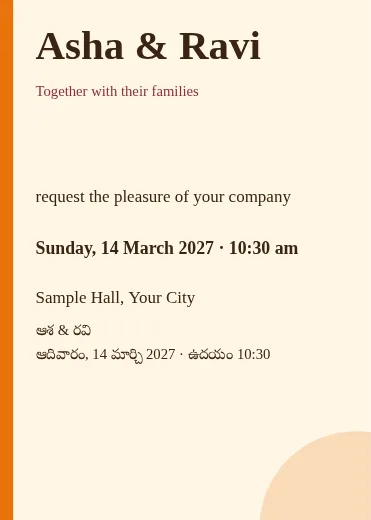 Asha & Ravi
Together with their families
request the pleasure of your company
Sunday, 14 March 2027 · 10:30 am
Sample Hall, Your City
ఆశ & రవి
ఆదివారం, 14 మార్చి 2027 · ఉదయం 10:30